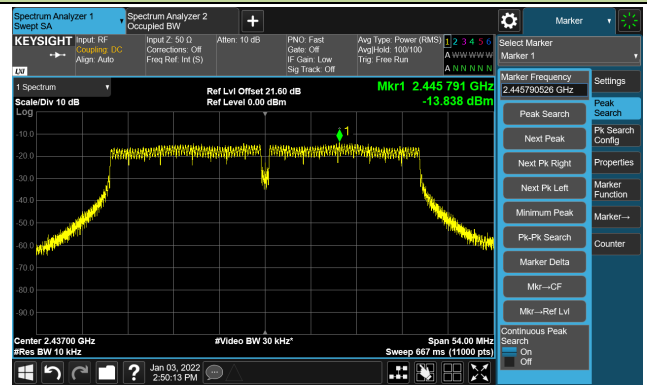 Spectrum Analyzer 1
Swept SA
Spectrum Analyzer 2
Occupied BW
Marker
KEYSIGHT
Input: RF
Coupling: DC
Align: Auto
Input Z: 50 Ω
Corrections: Off
Freq Ref: Int (S)
Atten: 10 dB
PNO: Fast
Gate: Off
IF Gain: Low
Sig Track: Off
Avg Type: Power (RMS)
Avg|Hold: 100/100
Trig: Free Run
1 2 3 4 5 6
A W W W W W
A N N N N N
LXI
Select Marker
Marker 1
1 Spectrum
Scale/Div 10 dB
Ref Lvl Offset 21.60 dB
Ref Level 0.00 dBm
Mkr1 2.445 791 GHz
-13.838 dBm
Log
-10.0
-20.0
-30.0
-40.0
-50.0
-60.0
-70.0
-80.0
-90.0
1
Center 2.43700 GHz
#Res BW 10 kHz
#Video BW 30 kHz*
Span 54.00 MHz
Sweep 667 ms (11000 pts)
Marker Frequency
2.445790526 GHz
Peak Search
Next Peak
Next Pk Right
Next Pk Left
Minimum Peak
Pk-Pk Search
Marker Delta
Mkr→CF
Mkr→Ref Lvl
Continuous Peak
Search
On
Off
Settings
Peak
Search
Pk Search
Config
Properties
Marker
Function
Marker→
Counter
?
Jan 03, 2022
2:50:13 PM